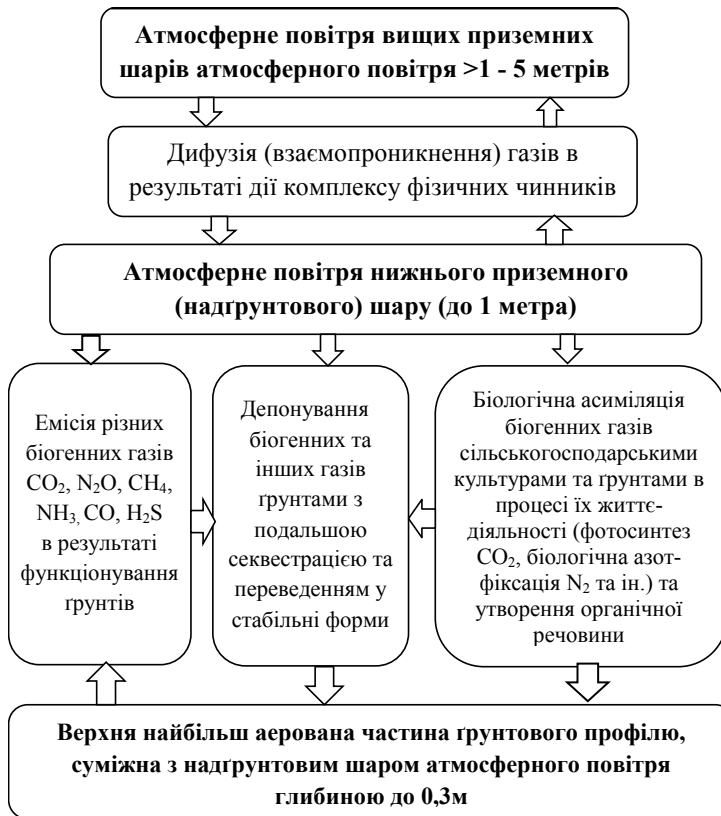 Атмосферне повітря вищих приземних
шарів атмосферного повітря >1 - 5 метрів
Дифузія (взаємопроникнення) газів в
результаті дії комплексу фізичних чинників
Атмосферне повітря нижнього приземного
(надґрунтового) шару (до 1 метра)
Емісія різних
біогенних газів
CO₂, N₂O, CH₄,
NH₃, CO, H₂S
в результаті
функціонування
ґрунтів
Депонування
біогенних та
інших газів
ґрунтами з
подальшою
секвестрацією та
переведенням у
стабільні форми
Біологічна асиміляція
біогенних газів
сільськогосподарськими
культурами та ґрунтами в
процесі їх життє-
діяльності (фотосинтез
CO₂, біологічна азот-
фіксація N₂ та ін.) та
утворення органічної
речовини
Верхня найбільш аерована частина ґрунтового профілю,
суміжна з надґрунтовим шаром атмосферного повітря
глибиною до 0,3м